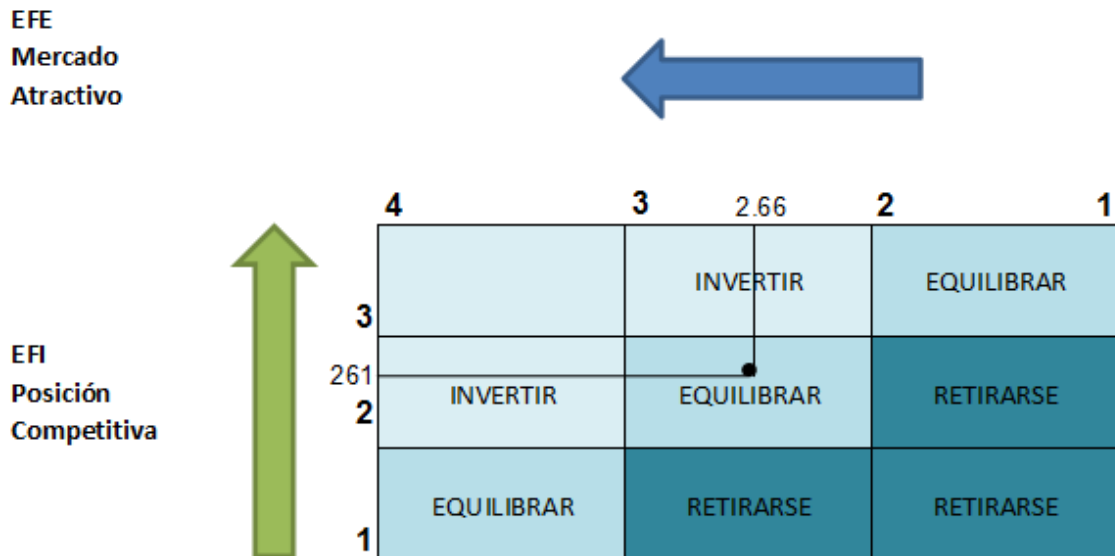 EFE
Mercado
Atractivo
4 3 2.66 2 1
INVERTIR EQUILIBRAR
3
EFI
Posición
Competitiva
261
INVERTIR EQUILIBRAR RETIRARSE
2
EQUILIBRAR RETIRARSE RETIRARSE
1